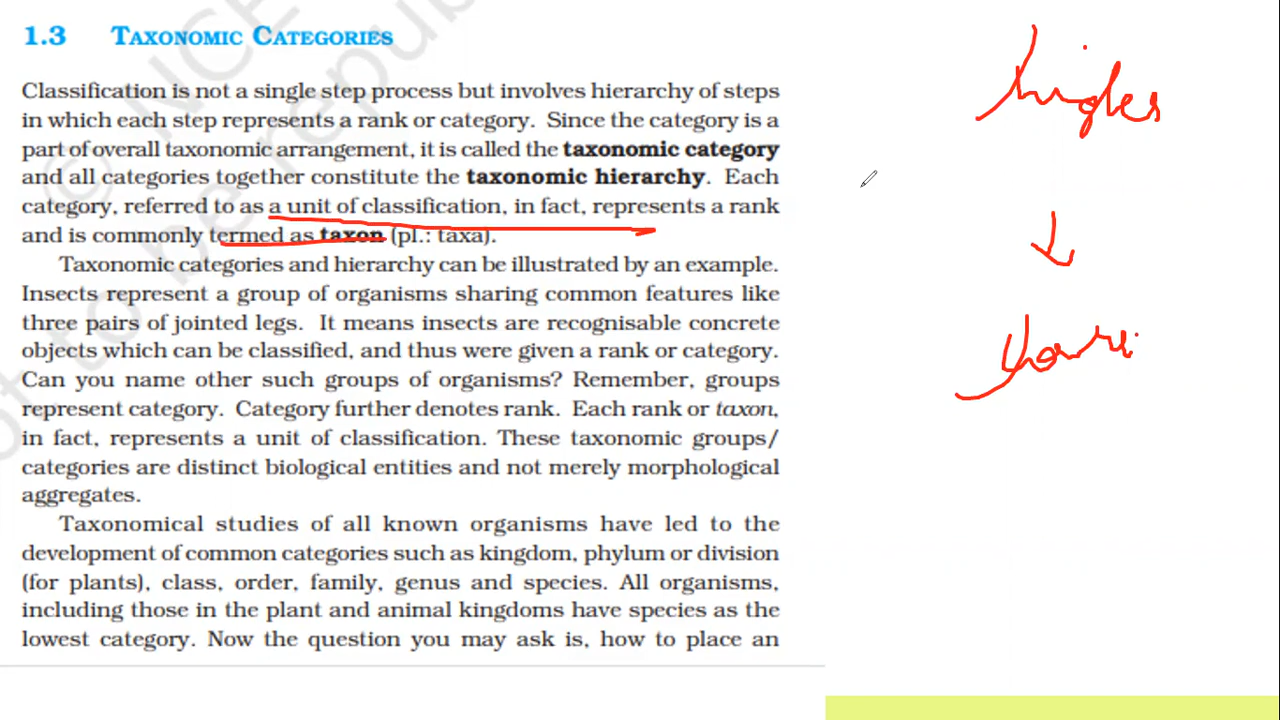 1.3 TAXONOMIC CATEGORIES
Classification is not a single step process but involves hierarchy of steps
in which each step represents a rank or category. Since the category is a
part of overall taxonomic arrangement, it is called the taxonomic category
and all categories together constitute the taxonomic hierarchy. Each
category, referred to as a unit of classification, in fact, represents a rank
and is commonly termed as taxon (pl.: taxa).
Taxonomic categories and hierarchy can be illustrated by an example.
Insects represent a group of organisms sharing common features like
three pairs of jointed legs. It means insects are recognisable concrete
objects which can be classified, and thus were given a rank or category.
Can you name other such groups of organisms? Remember, groups
represent category. Category further denotes rank. Each rank or taxon,
in fact, represents a unit of classification. These taxonomic groups/
categories are distinct biological entities and not merely morphological
aggregates.
Taxonomical studies of all known organisms have led to the
development of common categories such as kingdom, phylum or division
(for plants), class, order, family, genus and species. All organisms,
including those in the plant and animal kingdoms have species as the
lowest category. Now the question you may ask is, how to place an